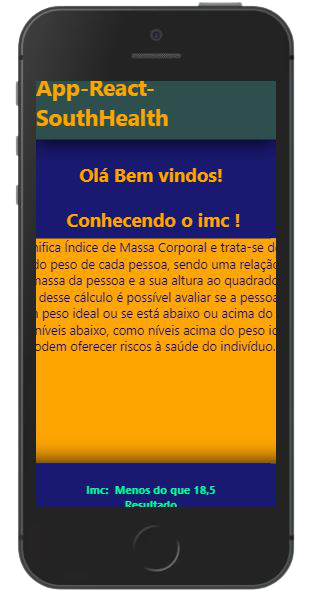 App-React-
SouthHealth
Olá Bem vindos!
Conhecendo o imc !
nifica Índice de Massa Corporal e trata-se d
do peso de cada pessoa, sendo uma relação
massa da pessoa e a sua altura ao quadrado
desse cálculo é possível avaliar se a pessoa
peso ideal ou se está abaixo ou acima do
níveis abaixo, como níveis acima do peso id
odem oferecer riscos à saúde do indivíduo.
Imc: Menos do que 18,5
Resultado